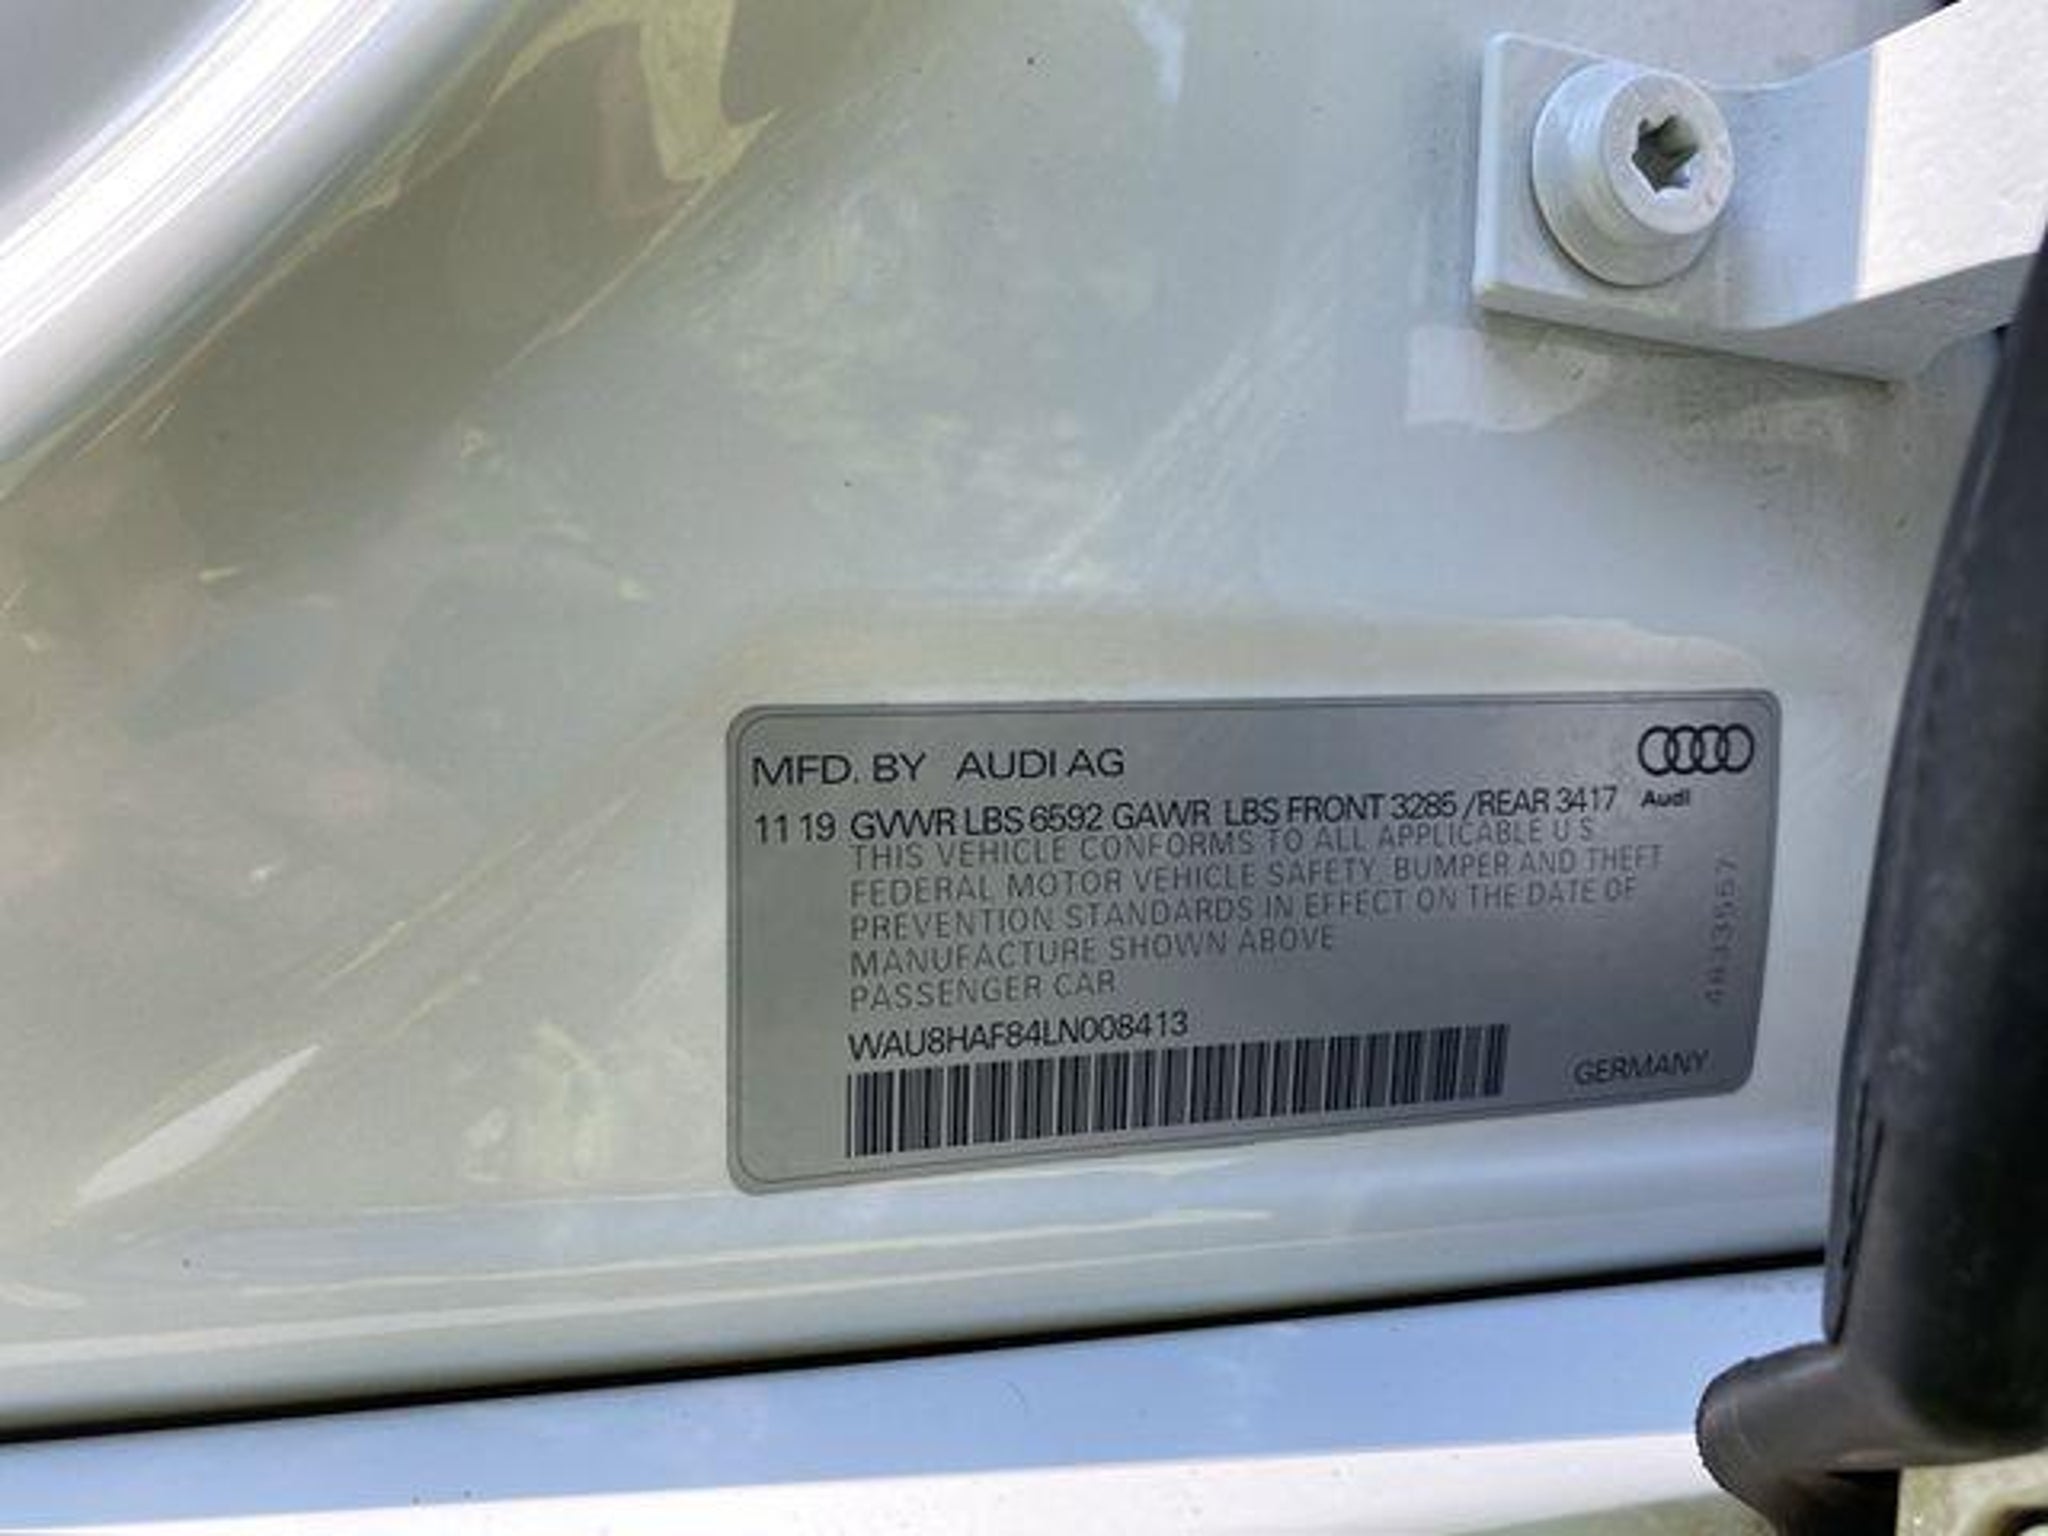 MFD. BY AUDI AG
11 19 GVWR LBS 6592 GAWR LBS FRONT 3285 / REAR 3417
Audi
THIS VEHICLE CONFORMS TO ALL APPLICABLE U S
FEDERAL MOTOR VEHICLE SAFETY, BUMPER AND THEFT
PREVENTION STANDARDS IN EFFECT ON THE DATE OF
MANUFACTURE SHOWN ABOVE
PASSENGER CAR
WAU8HAF84LN008413
GERMANY